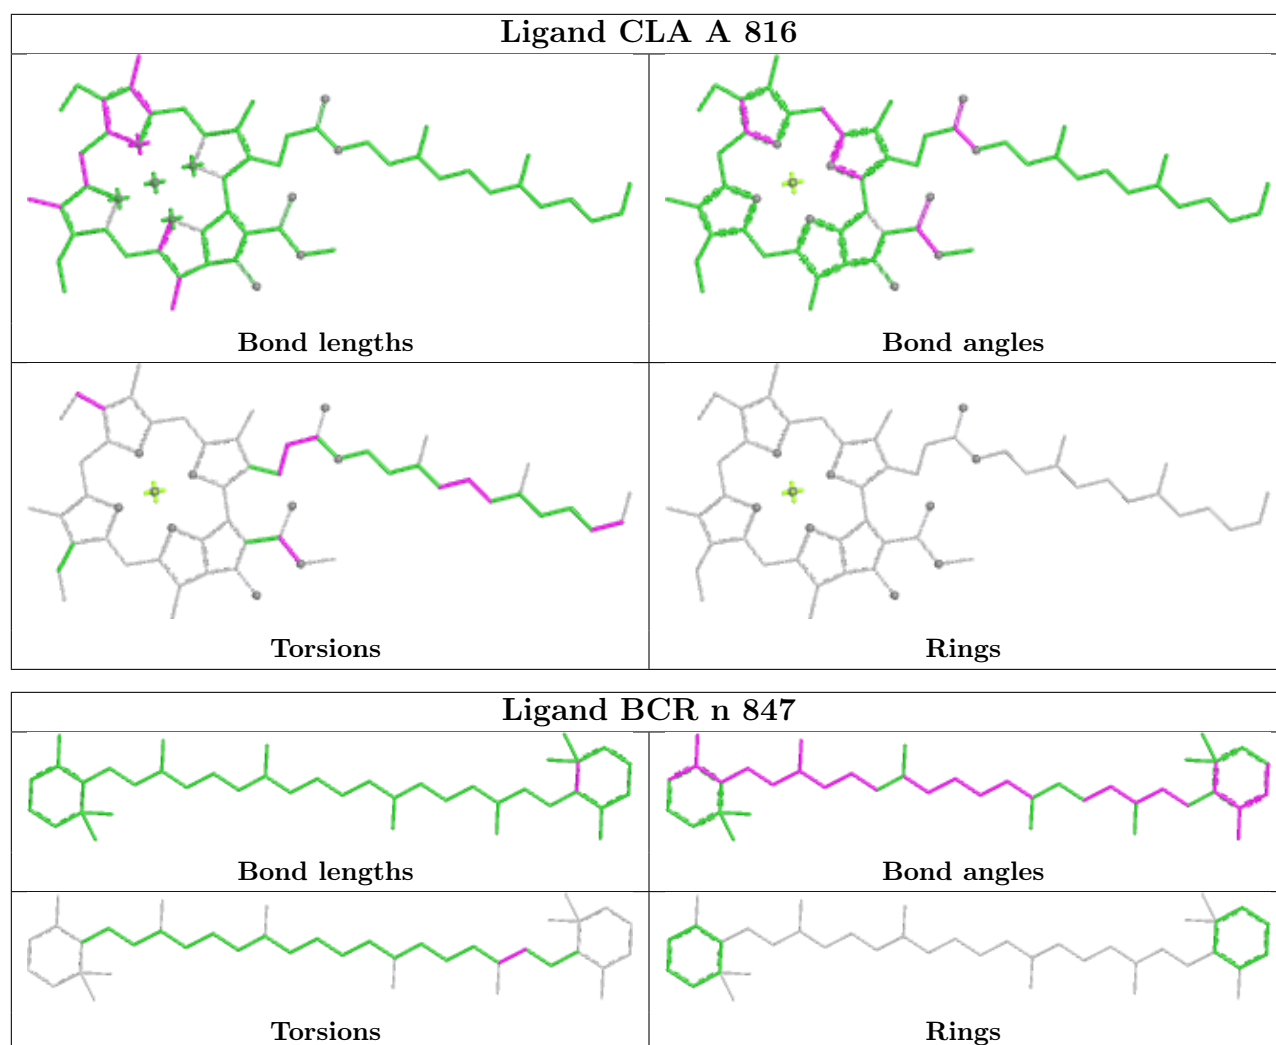 Ligand CLA A 816
Bond lengths
Bond angles
Torsions
Rings
Ligand BCR n 847
Bond lengths
Bond angles
Torsions
Rings